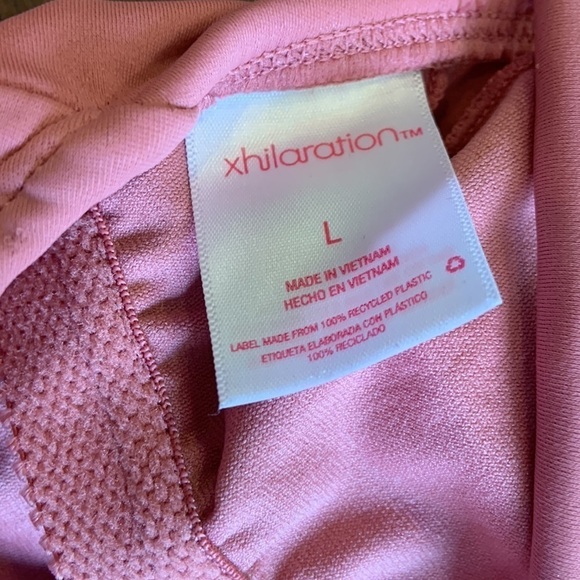 xhilaration™
L
MADE IN VIETNAM
HECHO EN VIETNAM
LABEL MADE FROM 100% RECYCLED PLASTIC
ETIQUETA ELABORADA CON PLÁSTICO
100% RECICLADO